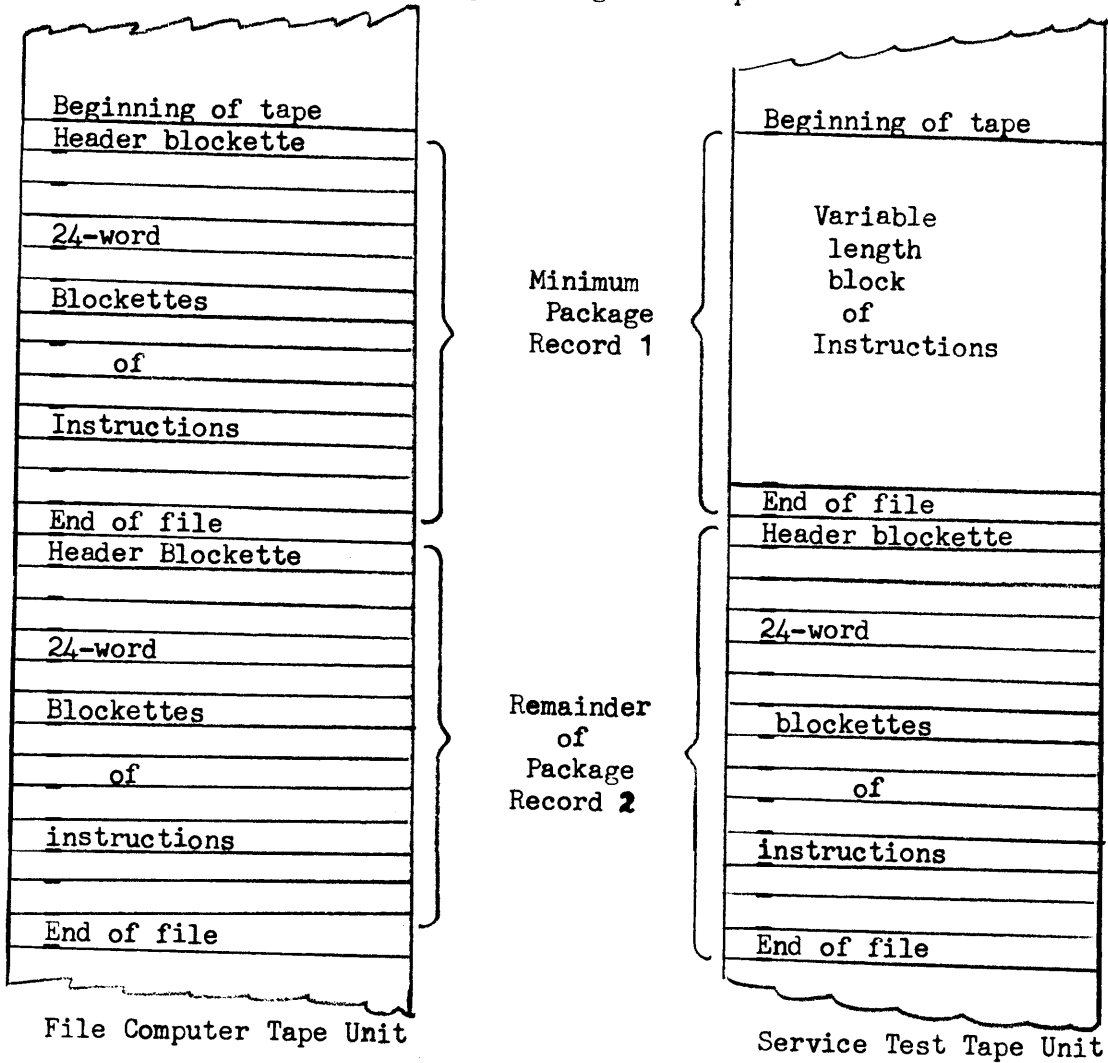 Beginning of tape
Header blockette
24-word
Blockettes
of
Instructions
End of file
Header Blockette
24-word
Blockettes
of
instructions
End of file
File Computer Tape Unit
Minimum
Package
Record 1
Remainder
of
Package
Record 2
Beginning of tape
Variable
length
block
of
Instructions
End of file
Header blockette
24-word
blockettes
of
instructions
End of file
Service Test Tape Unit